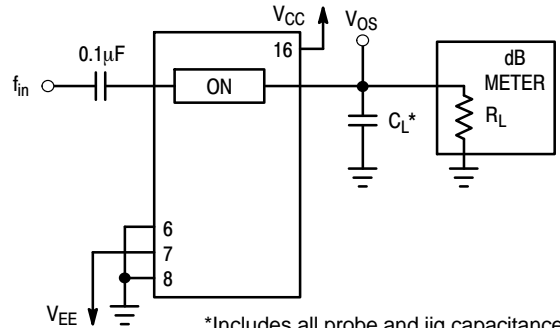 V_CC
V_OS
16
0.1μF
dB
METER
f_in
ON
C_L*
R_L
6
7
8
V_EE
*Includes all probe and jig capacitance